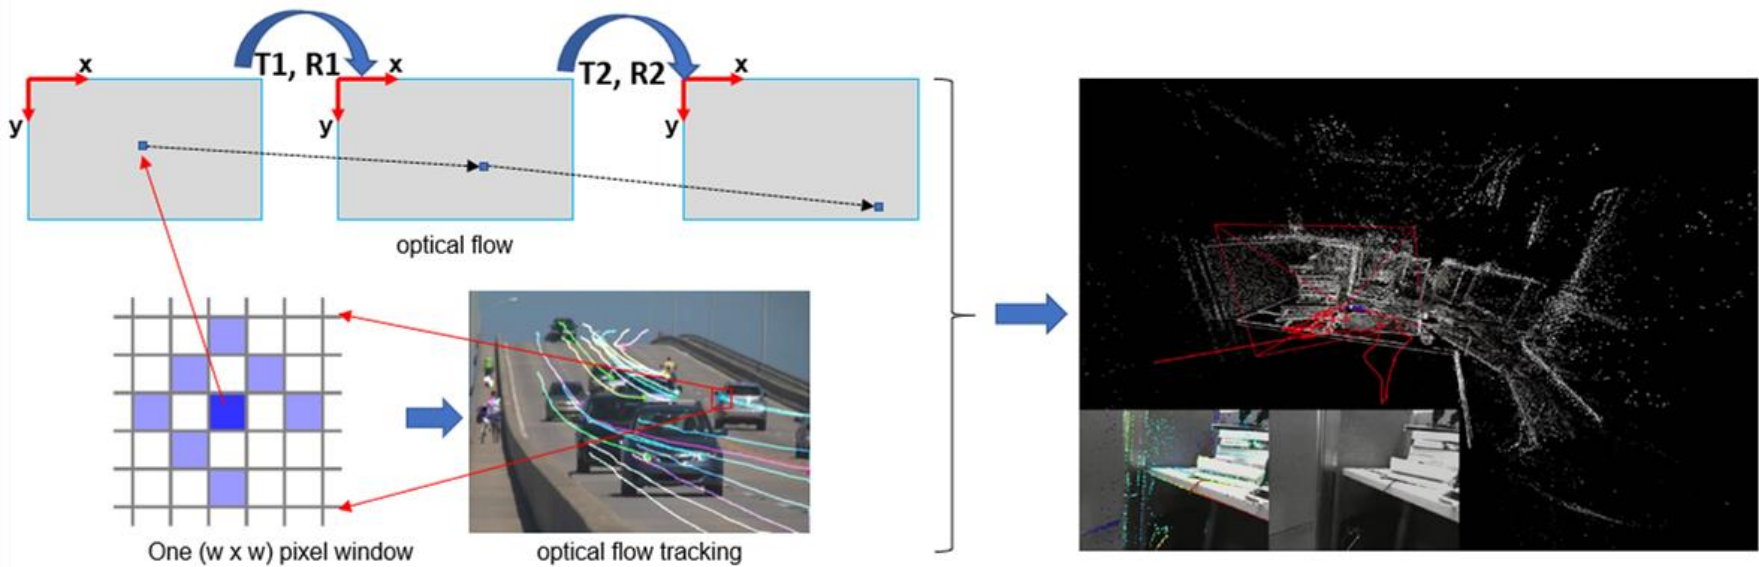 T1, R1
T2, R2
x
x
x
y
y
y
optical flow
One (w x w) pixel window
optical flow tracking